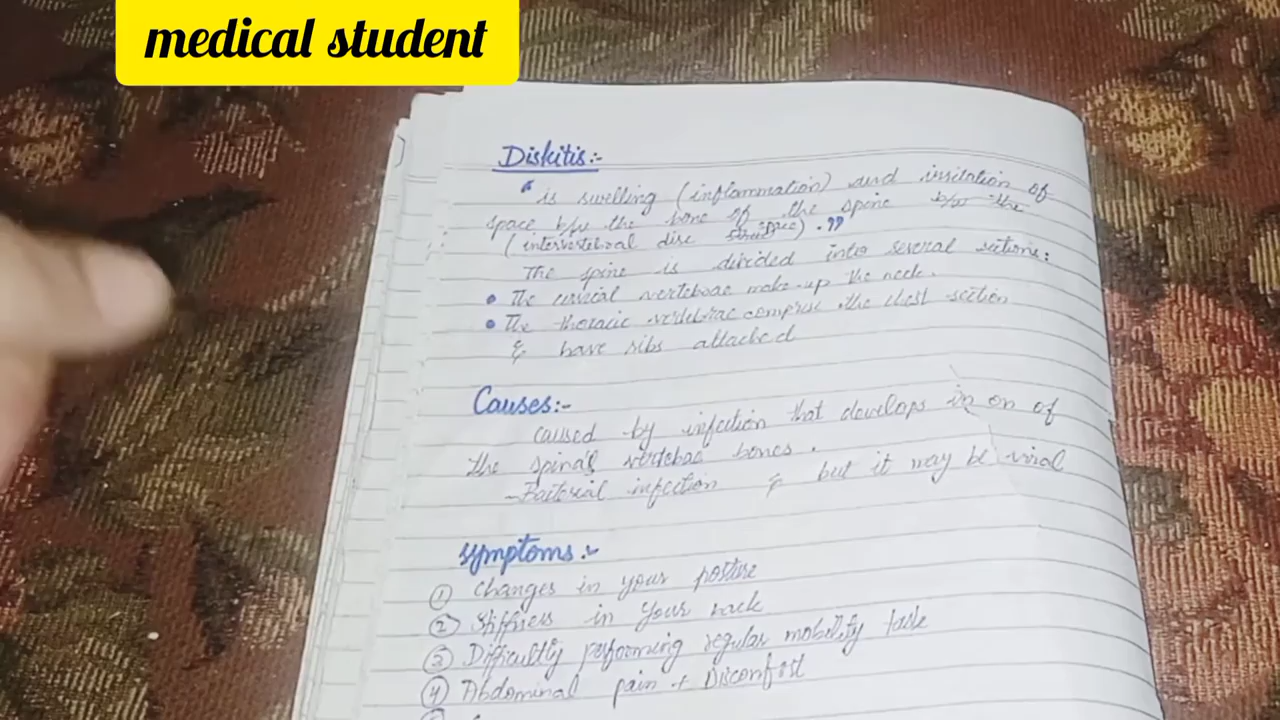 medical student
Diskitis:-
" is swelling (inflammation) and irritation of
space b/w the bone of the spine b/w the
(intervertebral disc space)."
The spine is divided into several sections:
• The cervical vertebrae make-up the neck.
• The thoracic vertebrae comprise the chest section
& have ribs attached
Causes:-
caused by infection that develops in on of
the spinal vertebae bones.
-Bacterial infection & but it may be viral
symptoms:-
① Changes in your posture
② Stiffness in your back
③ Difficultly performing regular mobility task
④ Abdominal pain + Disconfost